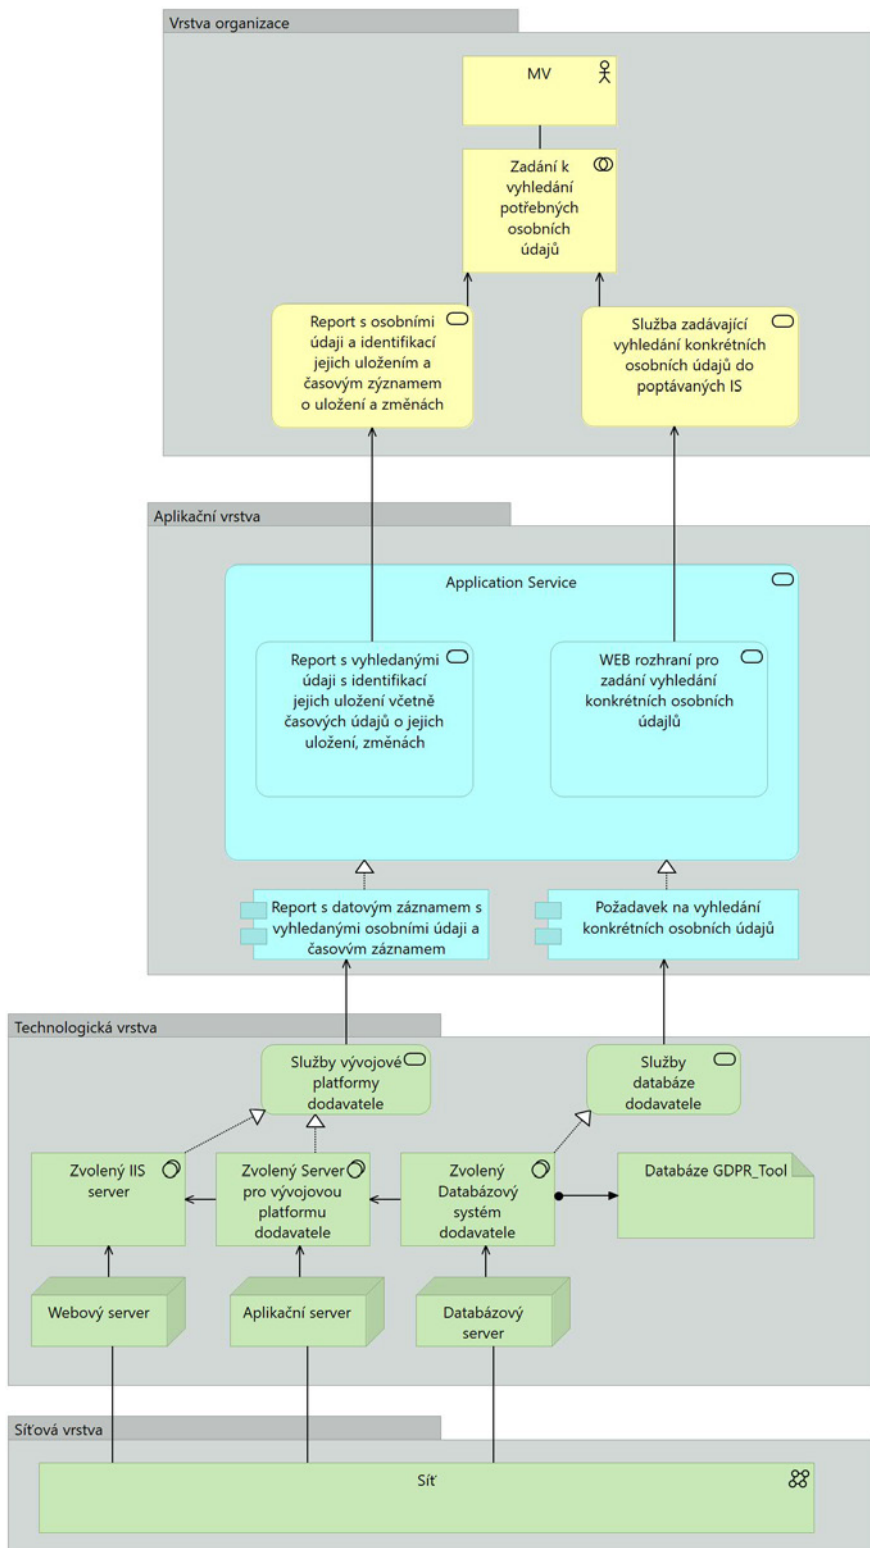 Vrstva organizace
MV
Zadání k
vyhledání
potřebných
osobních
údajů
Report s osobními
údaji a identifikací
jejich uložením a
časovým zýznamem
o uložení a změnách
Služba zadávající
vyhledání konkrétních
osobních údajů do
poptávaných IS
Aplikační vrstva
Application Service
Report s vyhledanými
údaji s identifikací
jejich uložení včetně
časových údajů o jejich
uložení, změnách
WEB rozhraní pro
zadání vyhledání
konkrétních osobních
údajlů
Report s datovým záznamem s
vyhledanými osobními údaji a
časovým záznamem
Požadavek na vyhledání
konkrétních osobních údajů
Technologická vrstva
Služby vývojové
platformy
dodavatele
Služby
databáze
dodavatele
Zvolený IIS
server
Zvolený Server
pro vývojovou
platformu
dodavatele
Zvolený
Databázový
systém
dodavatele
Databáze GDPR_Tool
Webový server
Aplikační server
Databázový
server
Síťová vrstva
Síť